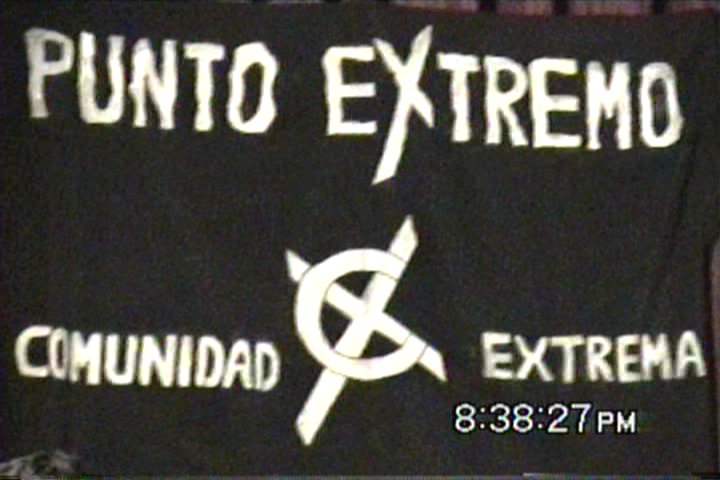 PUNTO EXTREMO
COMUNIDAD EXTREMA
8:38:27 PM